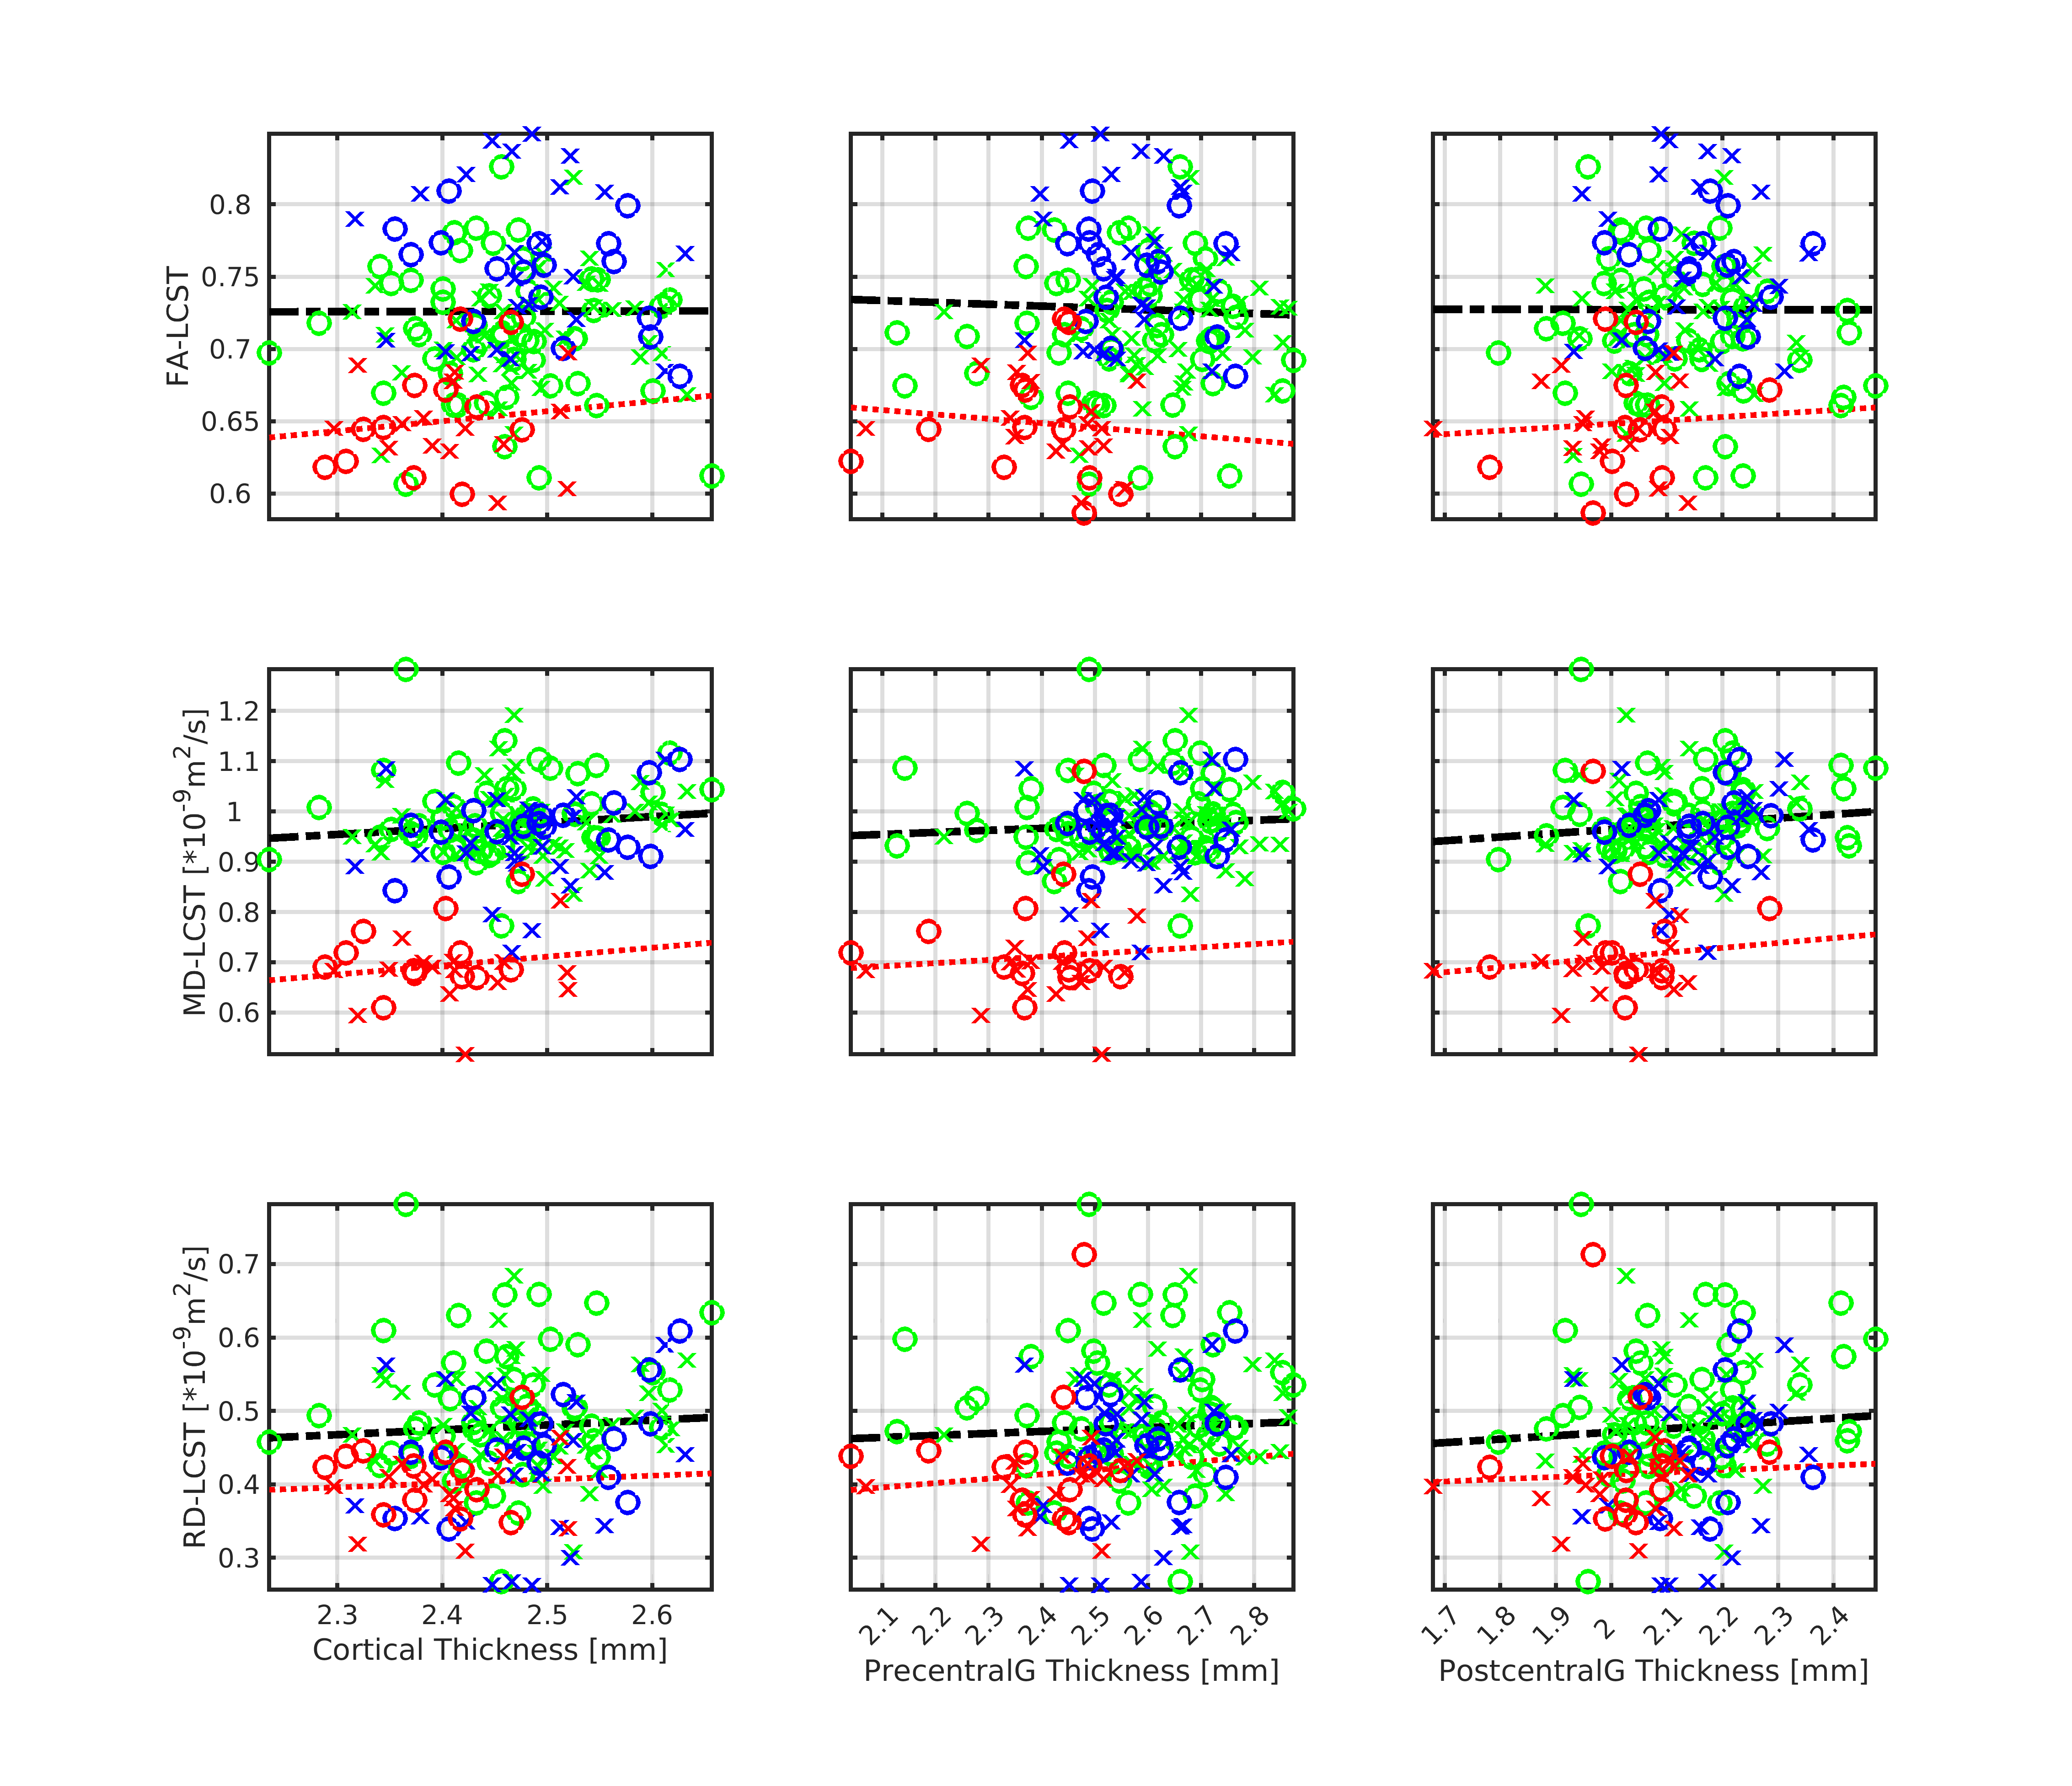 FA-LCST
0.8
0.75
0.7
0.65
0.6
MD-LCST [*10⁻⁹m²/s]
1.2
1.1
1
0.9
0.8
0.7
0.6
RD-LCST [*10⁻⁹m²/s]
0.7
0.6
0.5
0.4
0.3
2.3 2.4 2.5 2.6
Cortical Thickness [mm]
2.1 2.2 2.3 2.4 2.5 2.6 2.7 2.8
PrecentralG Thickness [mm]
1.7 1.8 1.9 2 2.1 2.2 2.3 2.4
PostcentralG Thickness [mm]